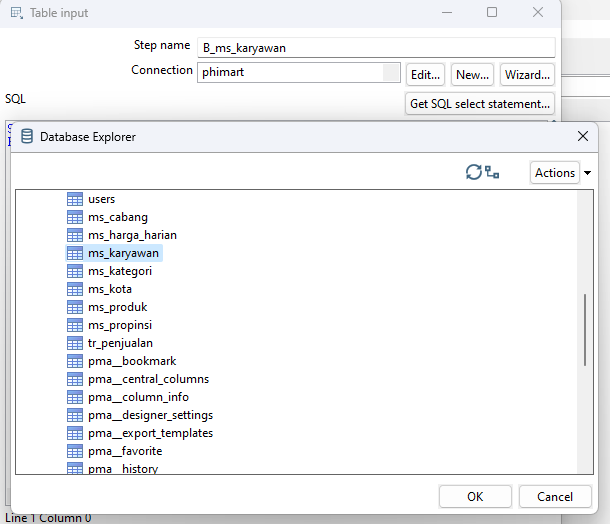 Table input
Step name B_ms_karyawan
Connection phimart Edit... New... Wizard...
SQL Get SQL select statement...
Database Explorer
Actions
users
ms_cabang
ms_harga_harian
ms_karyawan
ms_kategori
ms_kota
ms_produk
ms_propinsi
tr_penjualan
pma__bookmark
pma__central_columns
pma__column_info
pma__designer_settings
pma__export_templates
pma__favorite
pma__history
OK Cancel
Line 1 Column 0